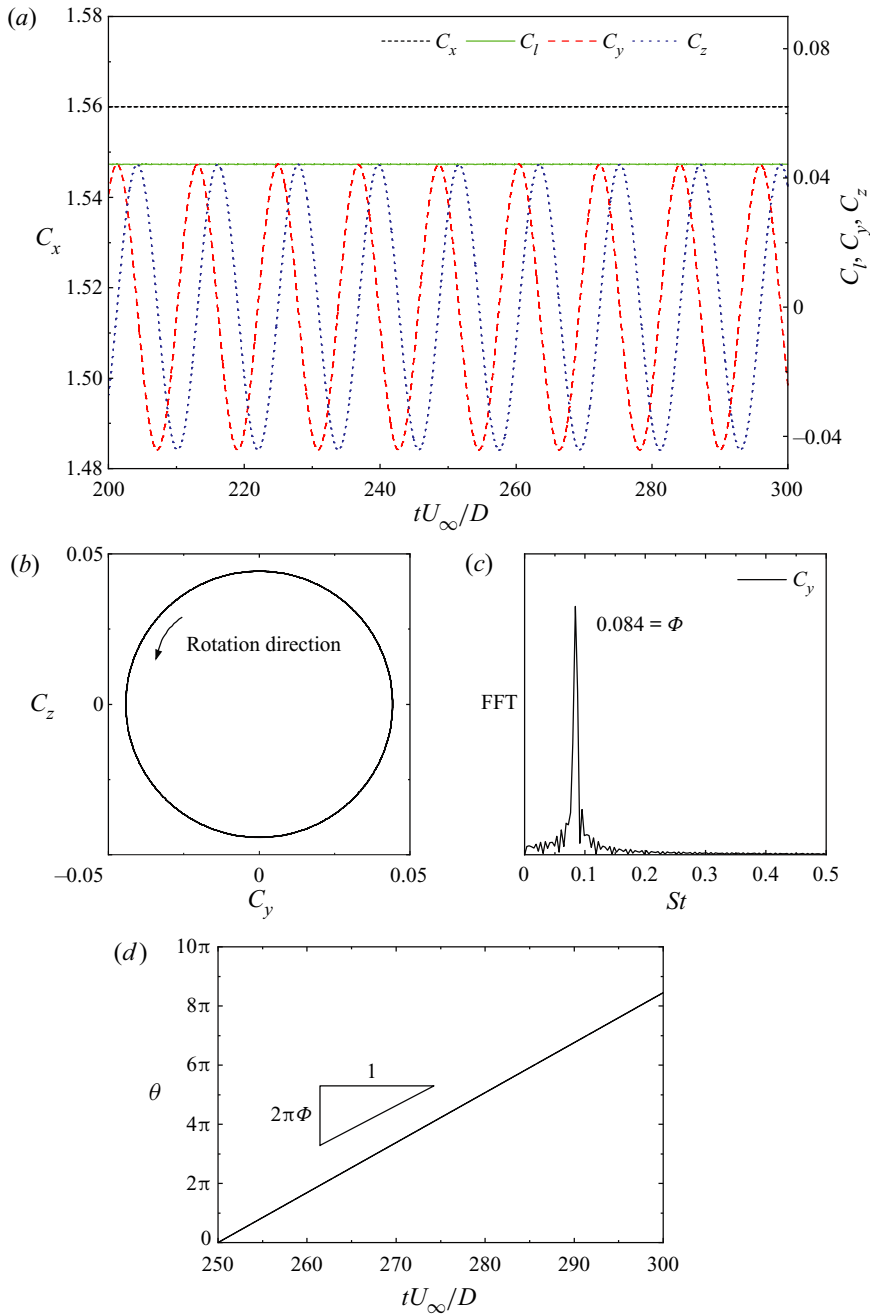 (a)
1.58
1.56
1.54
1.52
1.50
1.48
C_x
C_x C_l C_y C_z
0.08
0.04
0
–0.04
C_l, C_y, C_z
200 220 240 260 280 300
tU_∞/D
(b)
0.05
C_z
0
–0.05
Rotation direction
0 0.05
C_y
(c)
C_y
0.084 = Φ
FFT
0 0.1 0.2 0.3 0.4 0.5
St
(d)
10π
8π
6π
4π
2π
0
θ
1
2πΦ
250 260 270 280 290 300
tU_∞/D